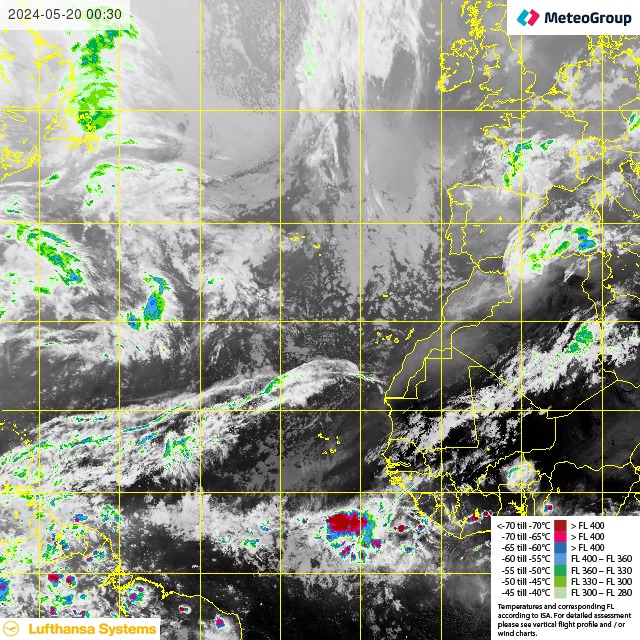 2024-05-20 00:30
MeteoGroup
<-70 till -70°C > FL 400
-70 till -65°C > FL 400
-65 till -60°C > FL 400
-60 till -55°C FL 400 – FL 360
-55 till -50°C FL 360 – FL 330
-50 till -45°C FL 330 – FL 300
-45 till -40°C FL 300 – FL 280
Temperatures and corresponding FL
according to ISA. For detailed assessment
please see vertical flight profile and / or
wind charts.
Lufthansa Systems